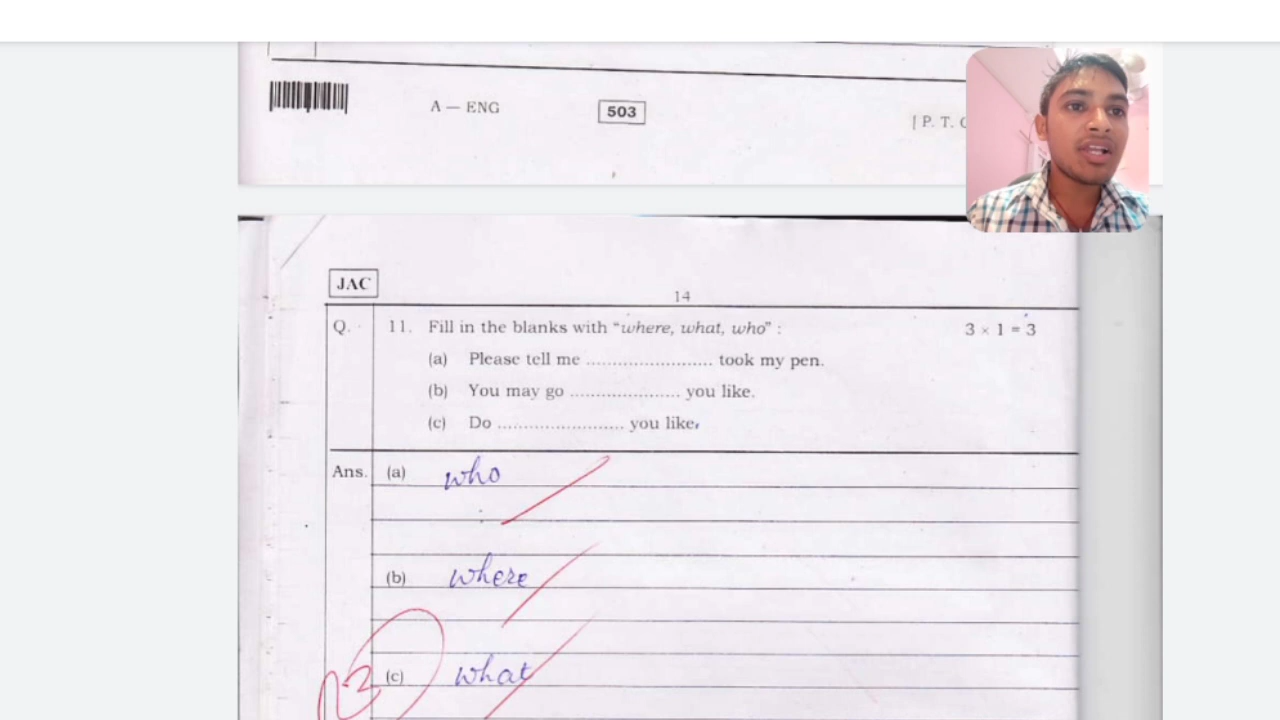 A — ENG
503
[ P. T.
JAC
14
Q. 11. Fill in the blanks with "where, what, who" : 3 × 1 = 3
(a) Please tell me ........................ took my pen.
(b) You may go ..................... you like.
(c) Do ........................ you like.
Ans. (a) who
(b) where
(c) what